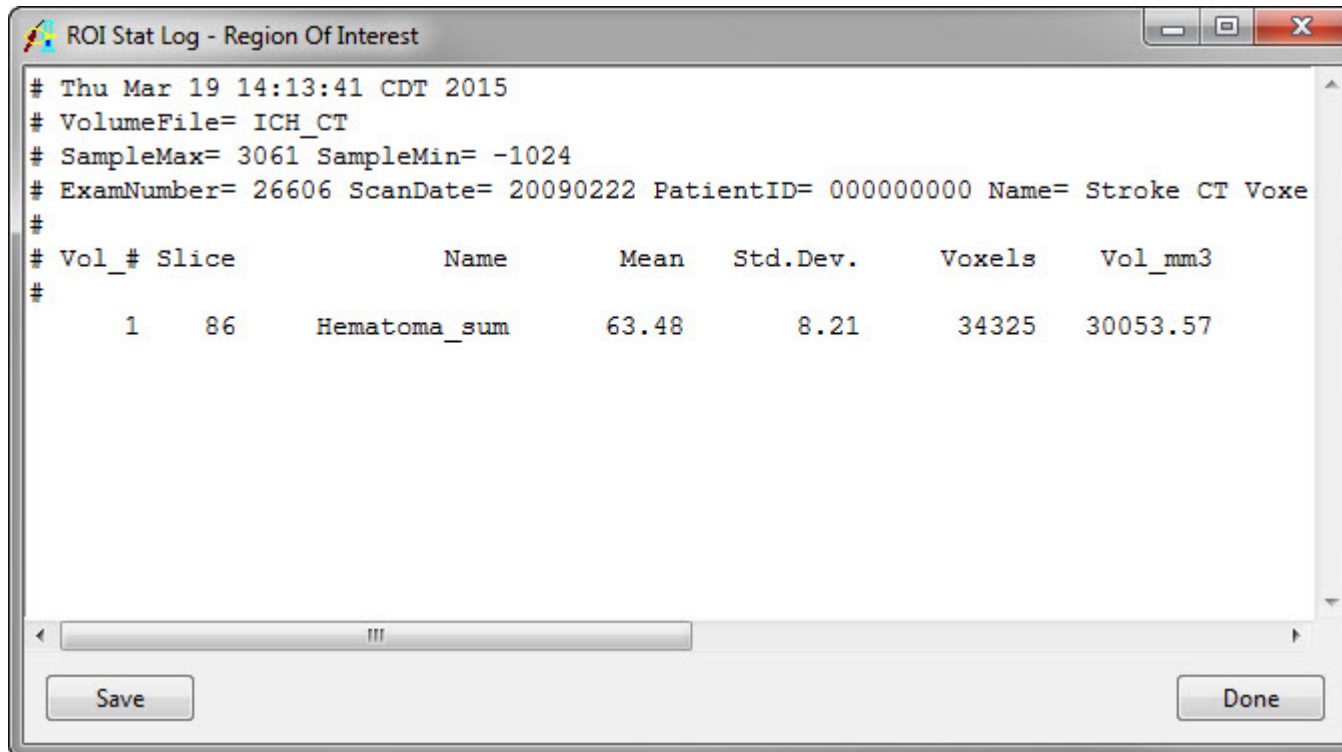 ROI Stat Log - Region Of Interest
# Thu Mar 19 14:13:41 CDT 2015
# VolumeFile= ICH_CT
# SampleMax= 3061 SampleMin= -1024
# ExamNumber= 26606 ScanDate= 20090222 PatientID= 000000000 Name= Stroke CT Voxe
#
# Vol_# Slice Name Mean Std.Dev. Voxels Vol_mm3
#
1 86 Hematoma_sum 63.48 8.21 34325 30053.57
Save Done